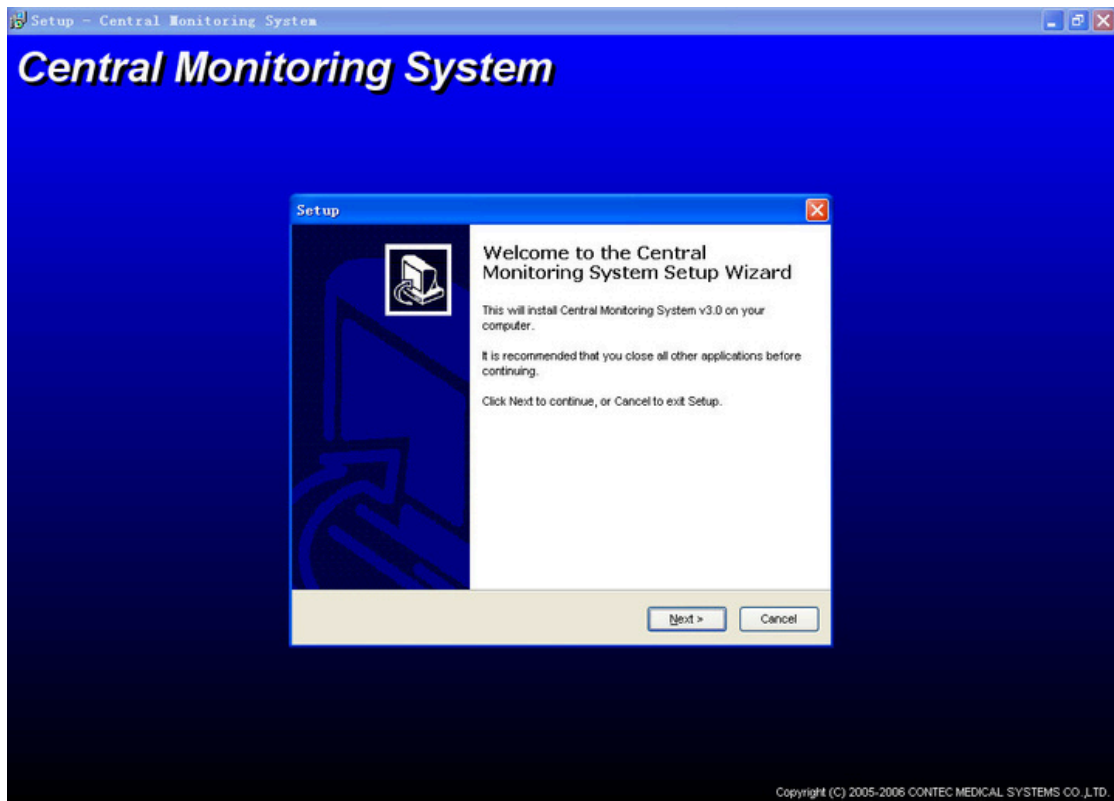 Setup - Central Monitoring System
Central Monitoring System
Setup
Welcome to the Central
Monitoring System Setup Wizard
This will install Central Monitoring System v3.0 on your
computer.
It is recommended that you close all other applications before
continuing.
Click Next to continue, or Cancel to exit Setup.
Next >
Cancel
Copyright (C) 2005-2006 CONTEC MEDICAL SYSTEMS CO.,LTD.